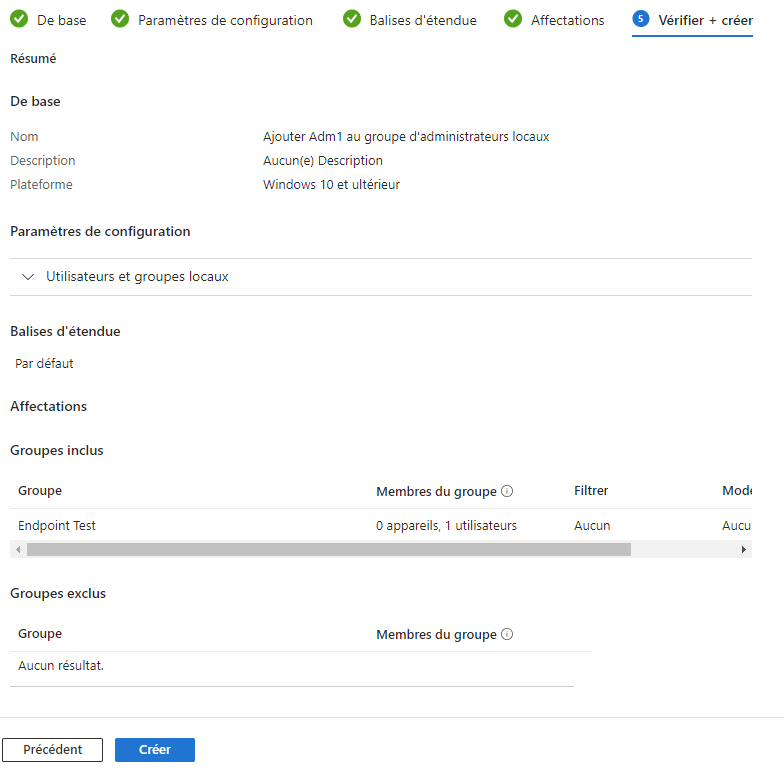 De base Paramètres de configuration Balises d'étendue Affectations 5 Vérifier + créer
Résumé
De base
Nom Ajouter Adm1 au groupe d'administrateurs locaux
Description Aucun(e) Description
Plateforme Windows 10 et ultérieur
Paramètres de configuration
Utilisateurs et groupes locaux
Balises d'étendue
Par défaut
Affectations
Groupes inclus
Groupe Membres du groupe Filtrer Mode
Endpoint Test 0 appareils, 1 utilisateurs Aucun Aucu
Groupes exclus
Groupe Membres du groupe
Aucun résultat.
Précédent Créer